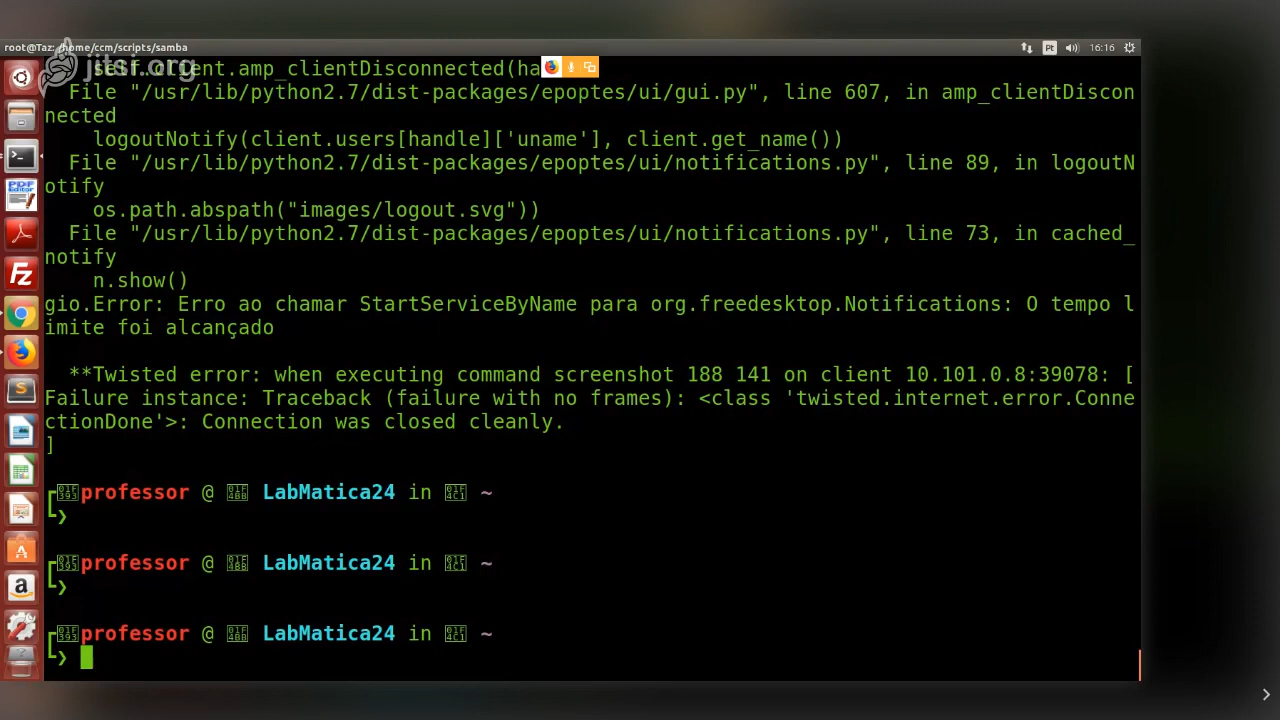 root@Taz: /home/ccm/scripts/samba
Pt
16:16
jitsi.org
self.client.amp_clientDisconnected(ha
File "/usr/lib/python2.7/dist-packages/epoptes/ui/gui.py", line 607, in amp_clientDiscon
nected
logoutNotify(client.users[handle]['uname'], client.get_name())
File "/usr/lib/python2.7/dist-packages/epoptes/ui/notifications.py", line 89, in logoutN
otify
os.path.abspath("images/logout.svg"))
File "/usr/lib/python2.7/dist-packages/epoptes/ui/notifications.py", line 73, in cached_
notify
n.show()
gio.Error: Erro ao chamar StartServiceByName para org.freedesktop.Notifications: O tempo l
imite foi alcançado
**Twisted error: when executing command screenshot 188 141 on client 10.101.0.8:39078: [
Failure instance: Traceback (failure with no frames): <class 'twisted.internet.error.Conne
ctionDone'>: Connection was closed cleanly.
]
professor @ LabMatica24 in ~
❯
professor @ LabMatica24 in ~
❯
professor @ LabMatica24 in ~
❯
PDF
Editor